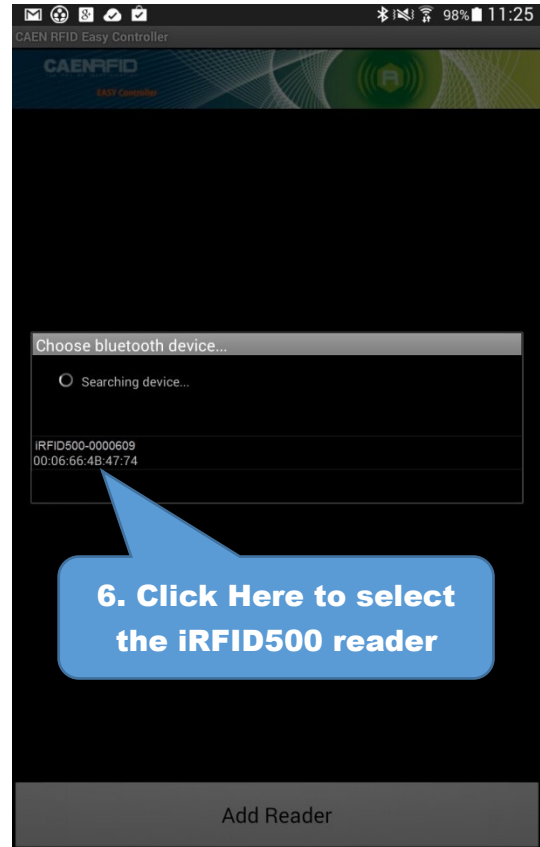 98% 11:25
CAEN RFID Easy Controller
CAENRFID
EASY Controller
R
Choose bluetooth device...
Searching device...
iRFID500-0000609
00:06:66:4B:47:74
6. Click Here to select
the iRFID500 reader
Add Reader